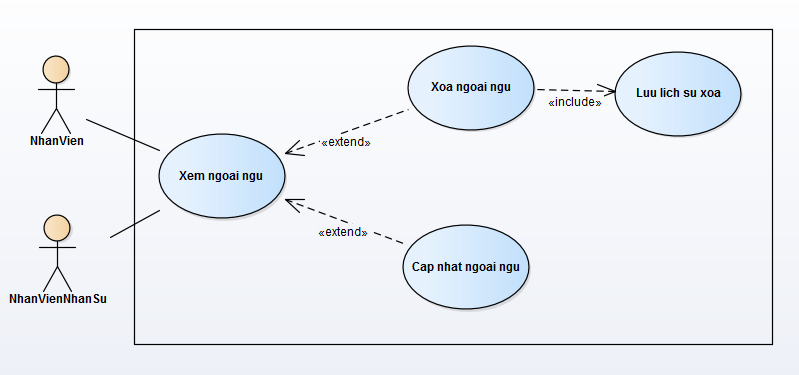 Xoa ngoai ngu
Luu lich su xoa
«include»
NhanVien
«extend»
Xem ngoai ngu
«extend»
Cap nhat ngoai ngu
NhanVienNhanSu